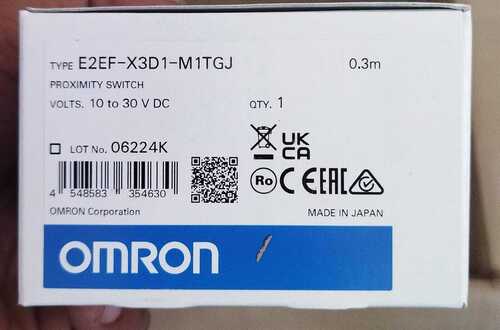 TYPE E2EF-X3D1-M1TGJ 0.3m
PROXIMITY SWITCH
VOLTS. 10 to 30 V DC QTY. 1
LOT No. 06224K
UK
CA
Ro CE EAC
4 548583 354630
OMRON Corporation MADE IN JAPAN
OMRON